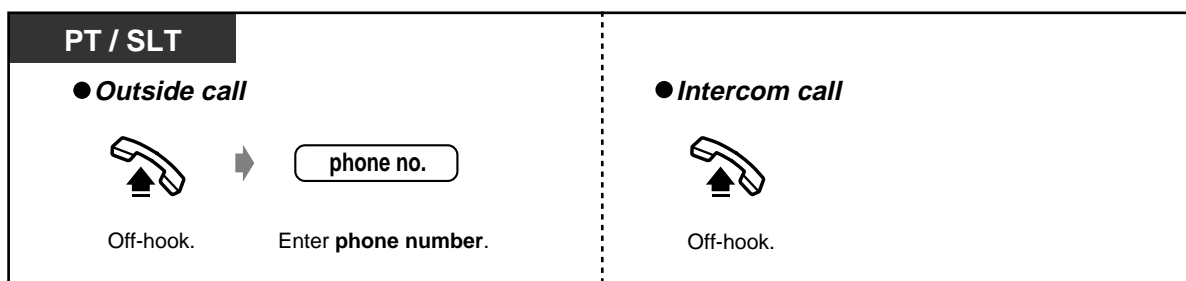 PT / SLT
●Outside call
phone no.
Off-hook.
Enter phone number.
●Intercom call
Off-hook.